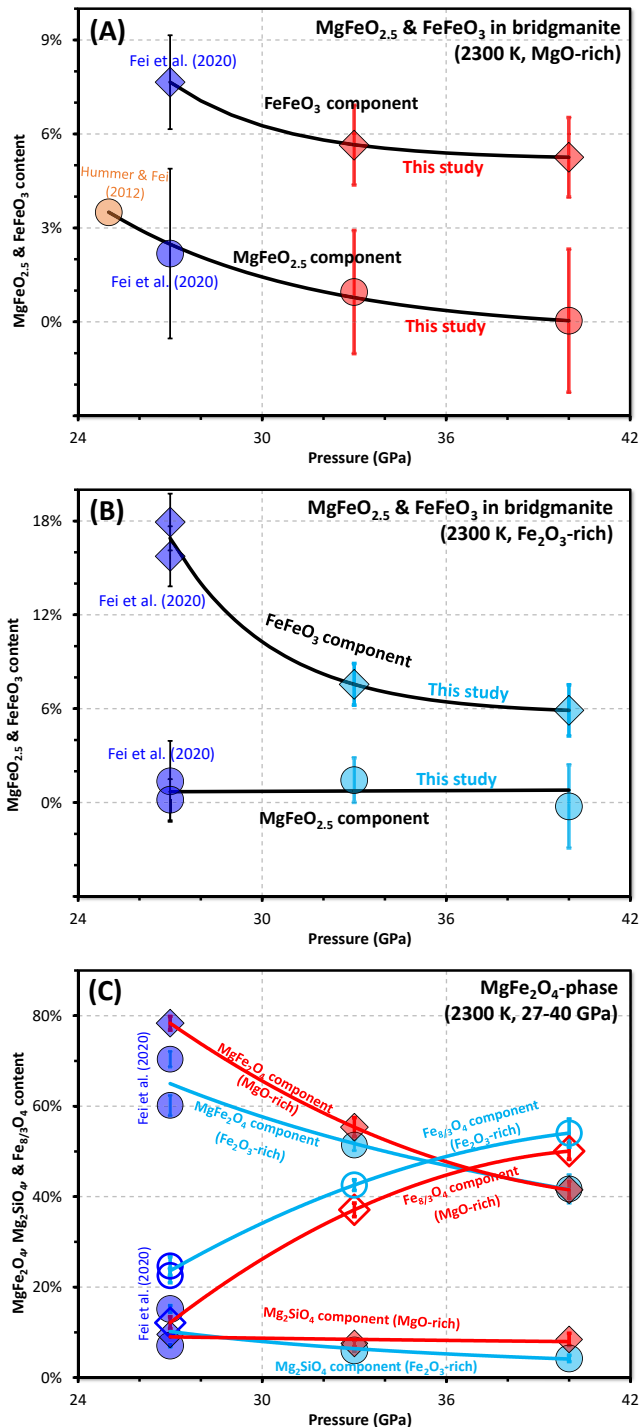 (A)
MgFeO2.5 & FeFeO3 in bridgmanite
(2300 K, MgO-rich)
9%
6%
3%
0%
MgFeO2.5 & FeFeO3 content
Fei et al. (2020)
FeFeO3 component
This study
Hummer & Fei
(2012)
MgFeO2.5 component
Fei et al. (2020)
This study
24
30
36
42
Pressure (GPa)
(B)
MgFeO2.5 & FeFeO3 in bridgmanite
(2300 K, Fe2O3-rich)
18%
12%
6%
0%
MgFeO2.5 & FeFeO3 content
Fei et al. (2020)
FeFeO3 component
This study
Fei et al. (2020)
This study
MgFeO2.5 component
24
30
36
42
Pressure (GPa)
(C)
MgFe2O4-phase
(2300 K, 27-40 GPa)
80%
60%
40%
20%
0%
MgFe2O4, Mg2SiO4, & Fe8/3O4 content
Fei et al. (2020)
MgFe2O4 component
(MgO-rich)
MgFe2O4 component
(Fe2O3-rich)
Fe8/3O4 component
(Fe2O3-rich)
Fe8/3O4 component
(MgO-rich)
Fei et al. (2020)
Mg2SiO4 component (MgO-rich)
Mg2SiO4 component (Fe2O3-rich)
24
30
36
42
Pressure (GPa)